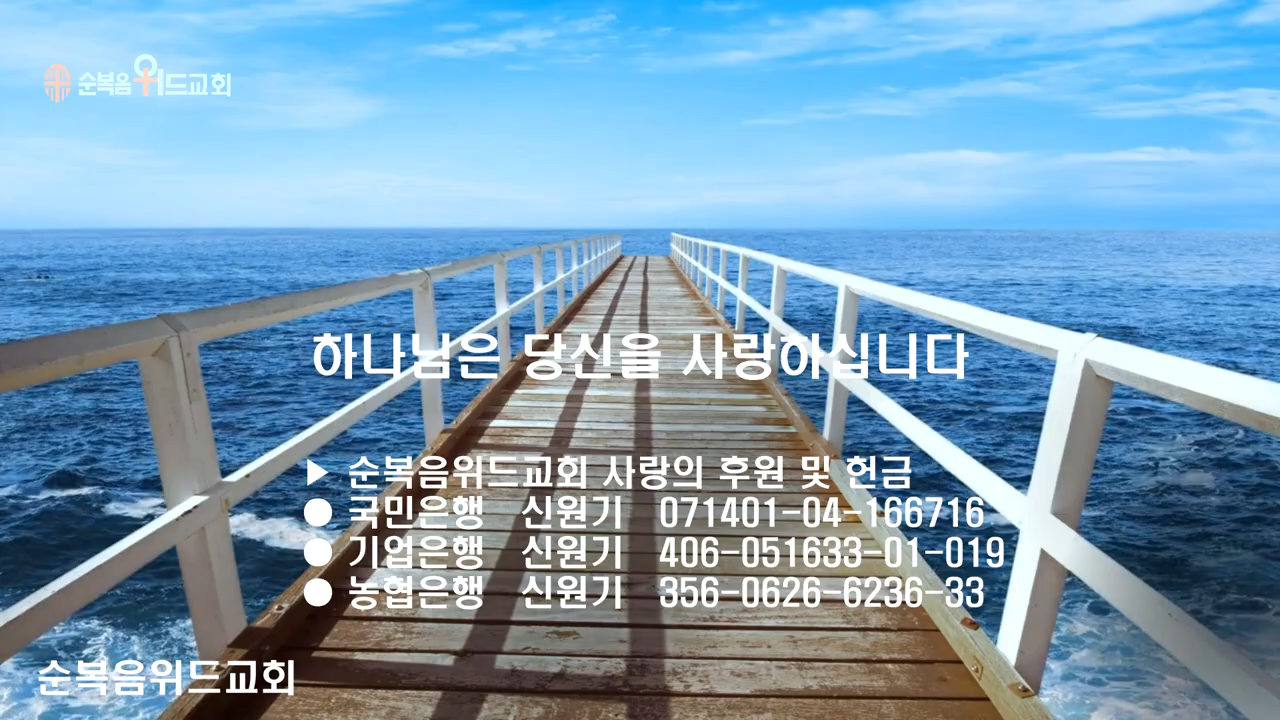 순복음위드교회
하나님은 당신을 사랑하십니다
▶ 순복음위드교회 사랑의 후원 및 헌금
● 국민은행 신원기 071401-04-166716
● 기업은행 신원기 406-051633-01-019
● 농협은행 신원기 356-0626-6236-33
순복음위드교회